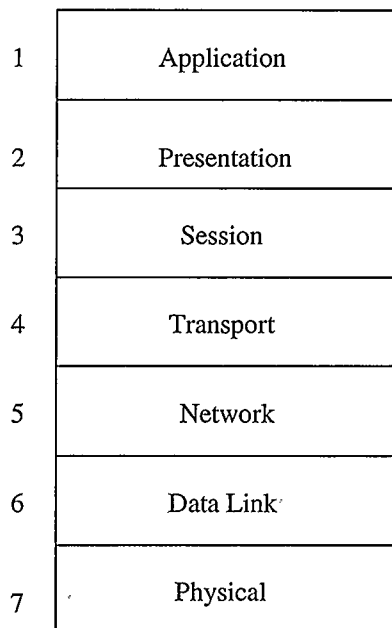 1 Application
2 Presentation
3 Session
4 Transport
5 Network
6 Data Link
7 Physical